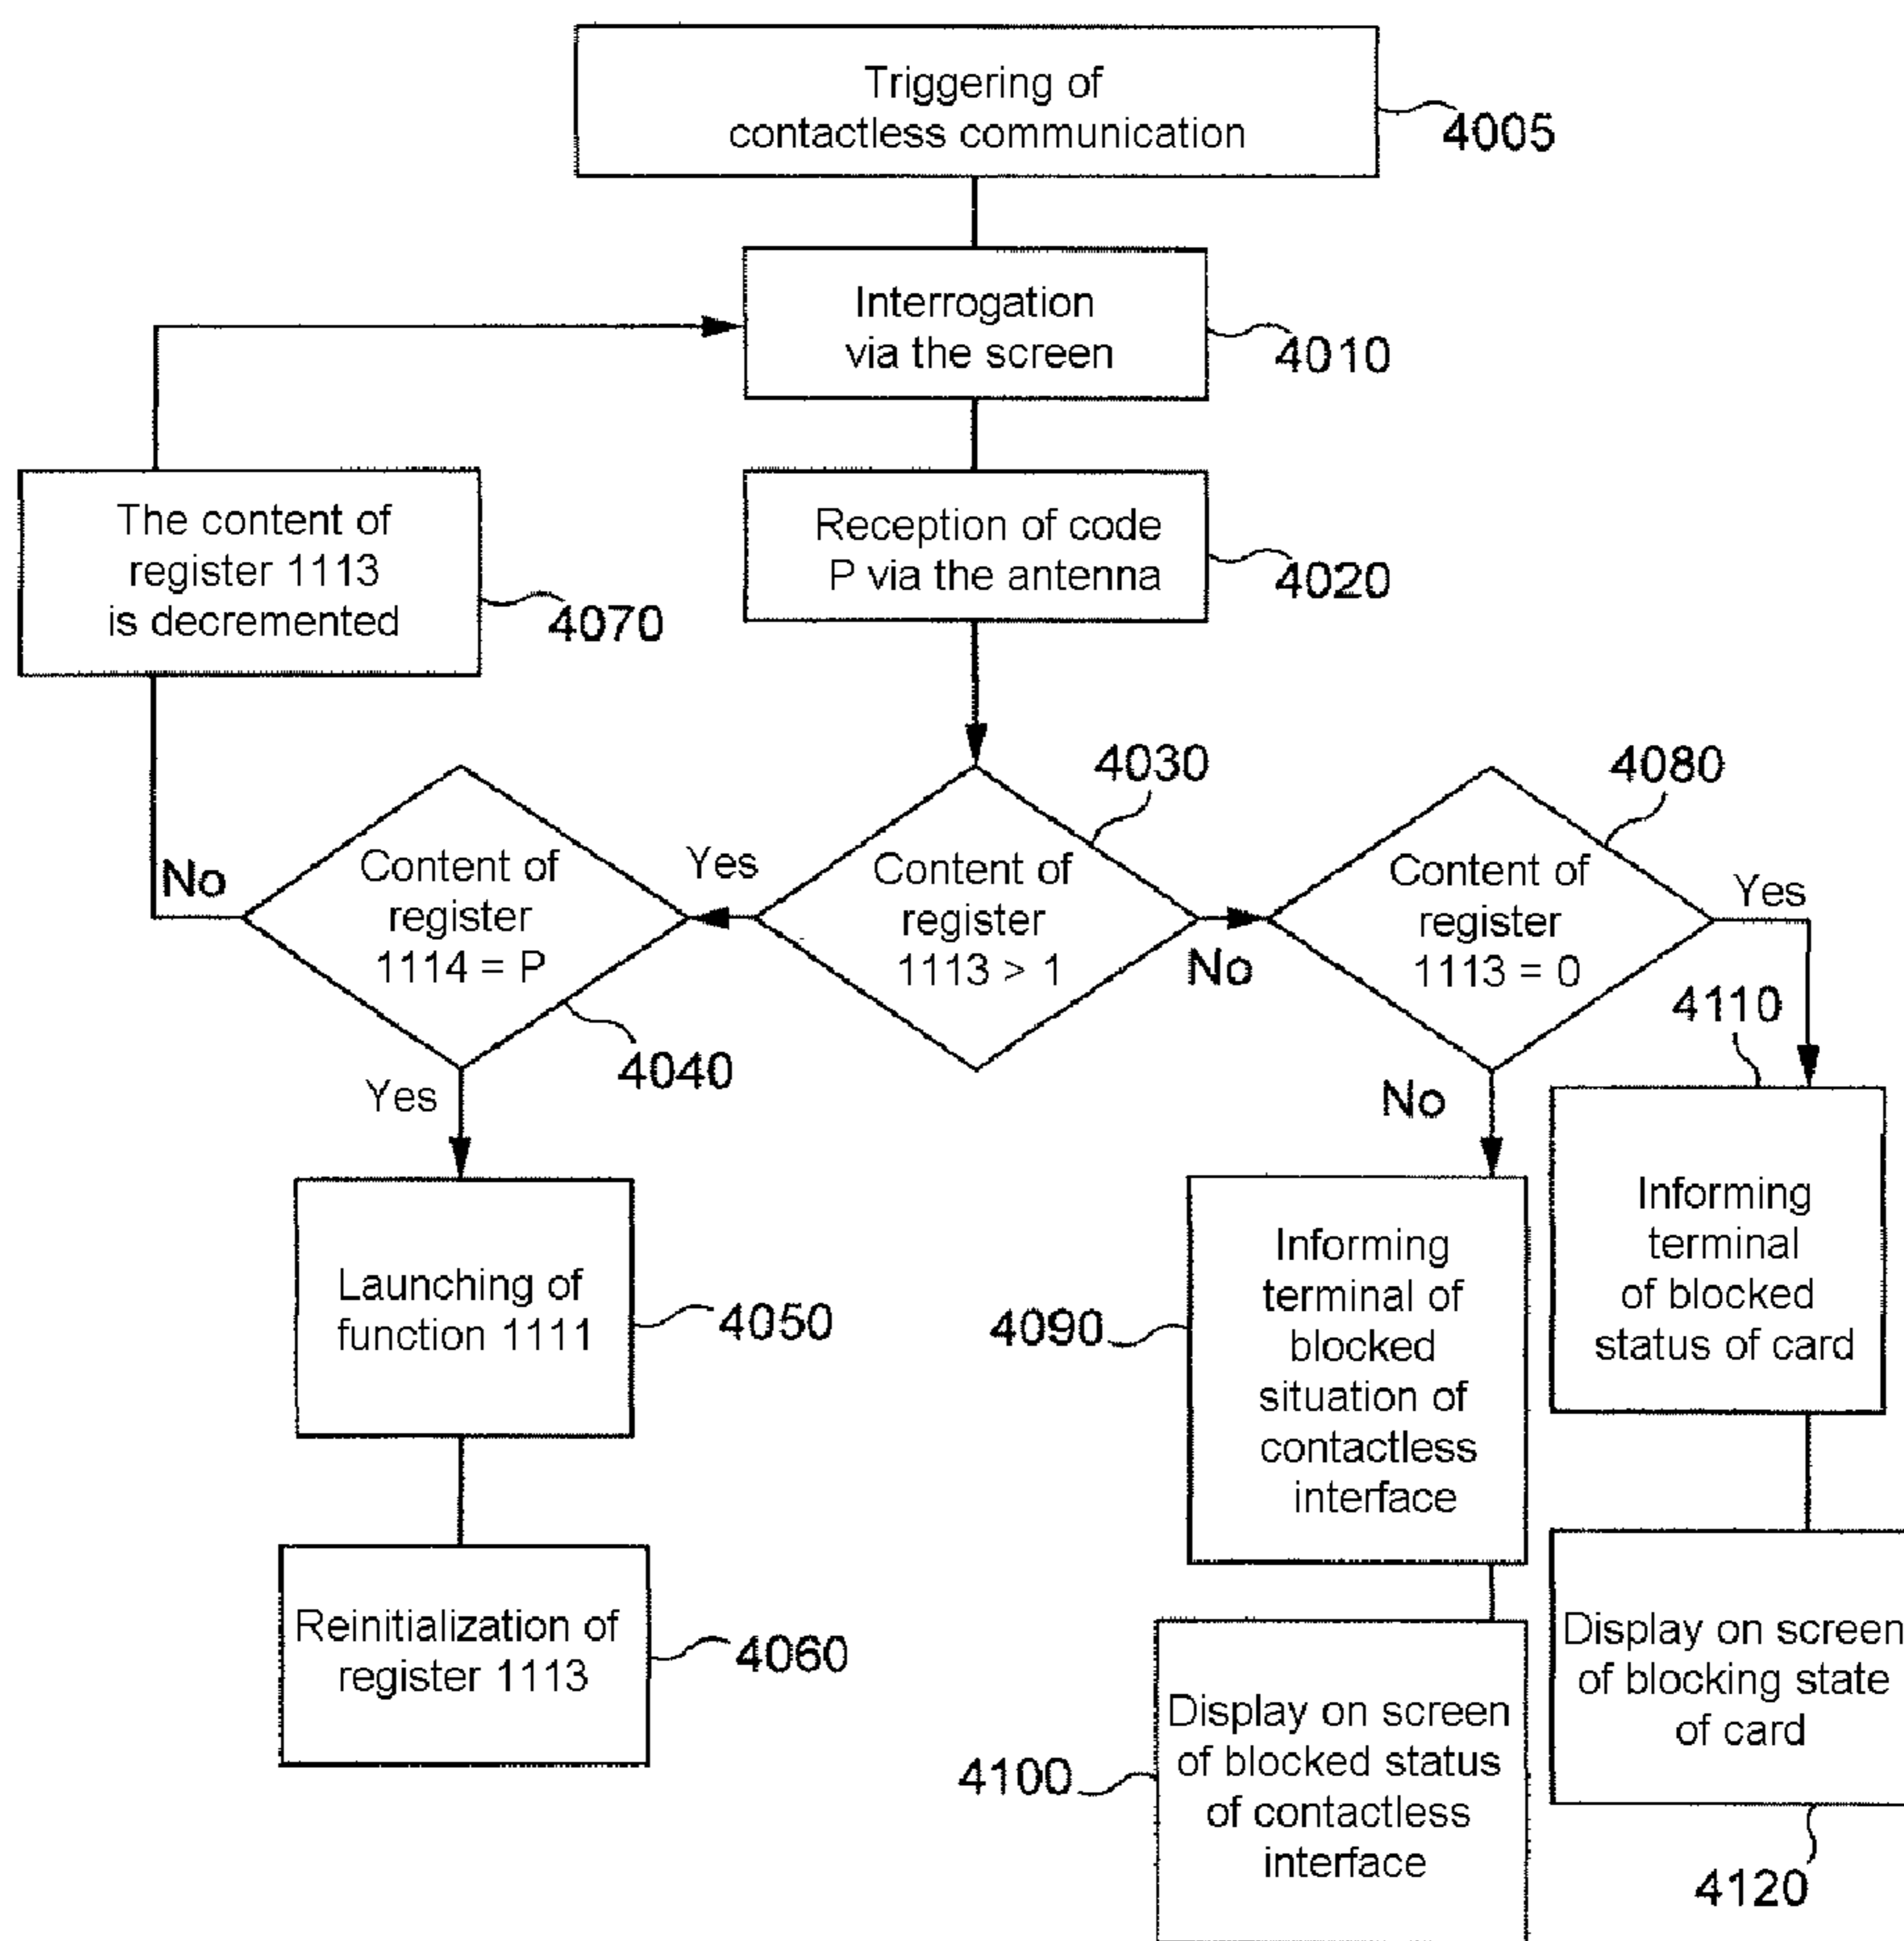 Triggering of
contactless communication
4005
Interrogation
via the screen
4010
The content of
register 1113
is decremented
4070
Reception of code
P via the antenna
4020
4030
4080
No
Content of
register
1114 = P
Yes
Content of
register
1113 > 1
No
Content of
register
1113 = 0
Yes
4040
Yes
No
4110
Launching of
function 1111
4050
4090
Informing
terminal of
blocked
situation of
contactless
interface
Informing
terminal
of blocked
status of card
Reinitialization of
register 1113
4060
4100
Display on screen
of blocked status
of contactless
interface
Display on screen
of blocking state
of card
4120